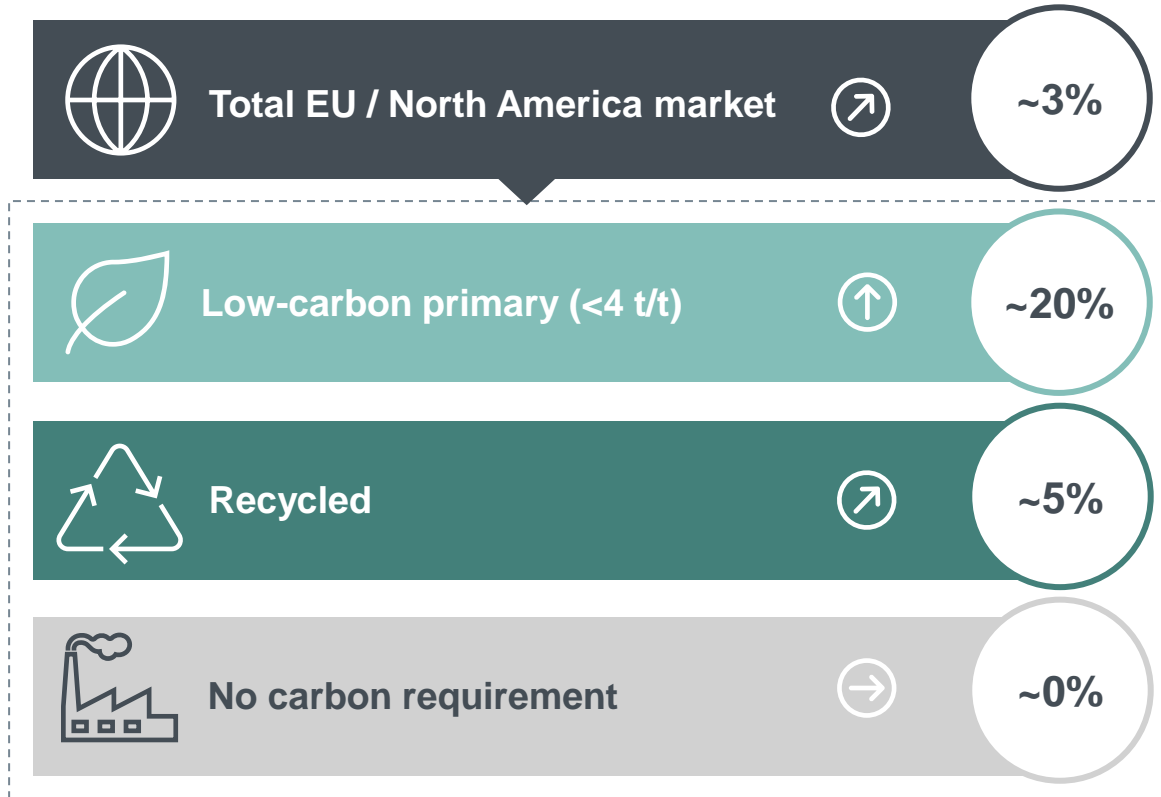 Total EU / North America market
~3%
Low-carbon primary (<4 t/t)
~20%
Recycled
~5%
No carbon requirement
~0%